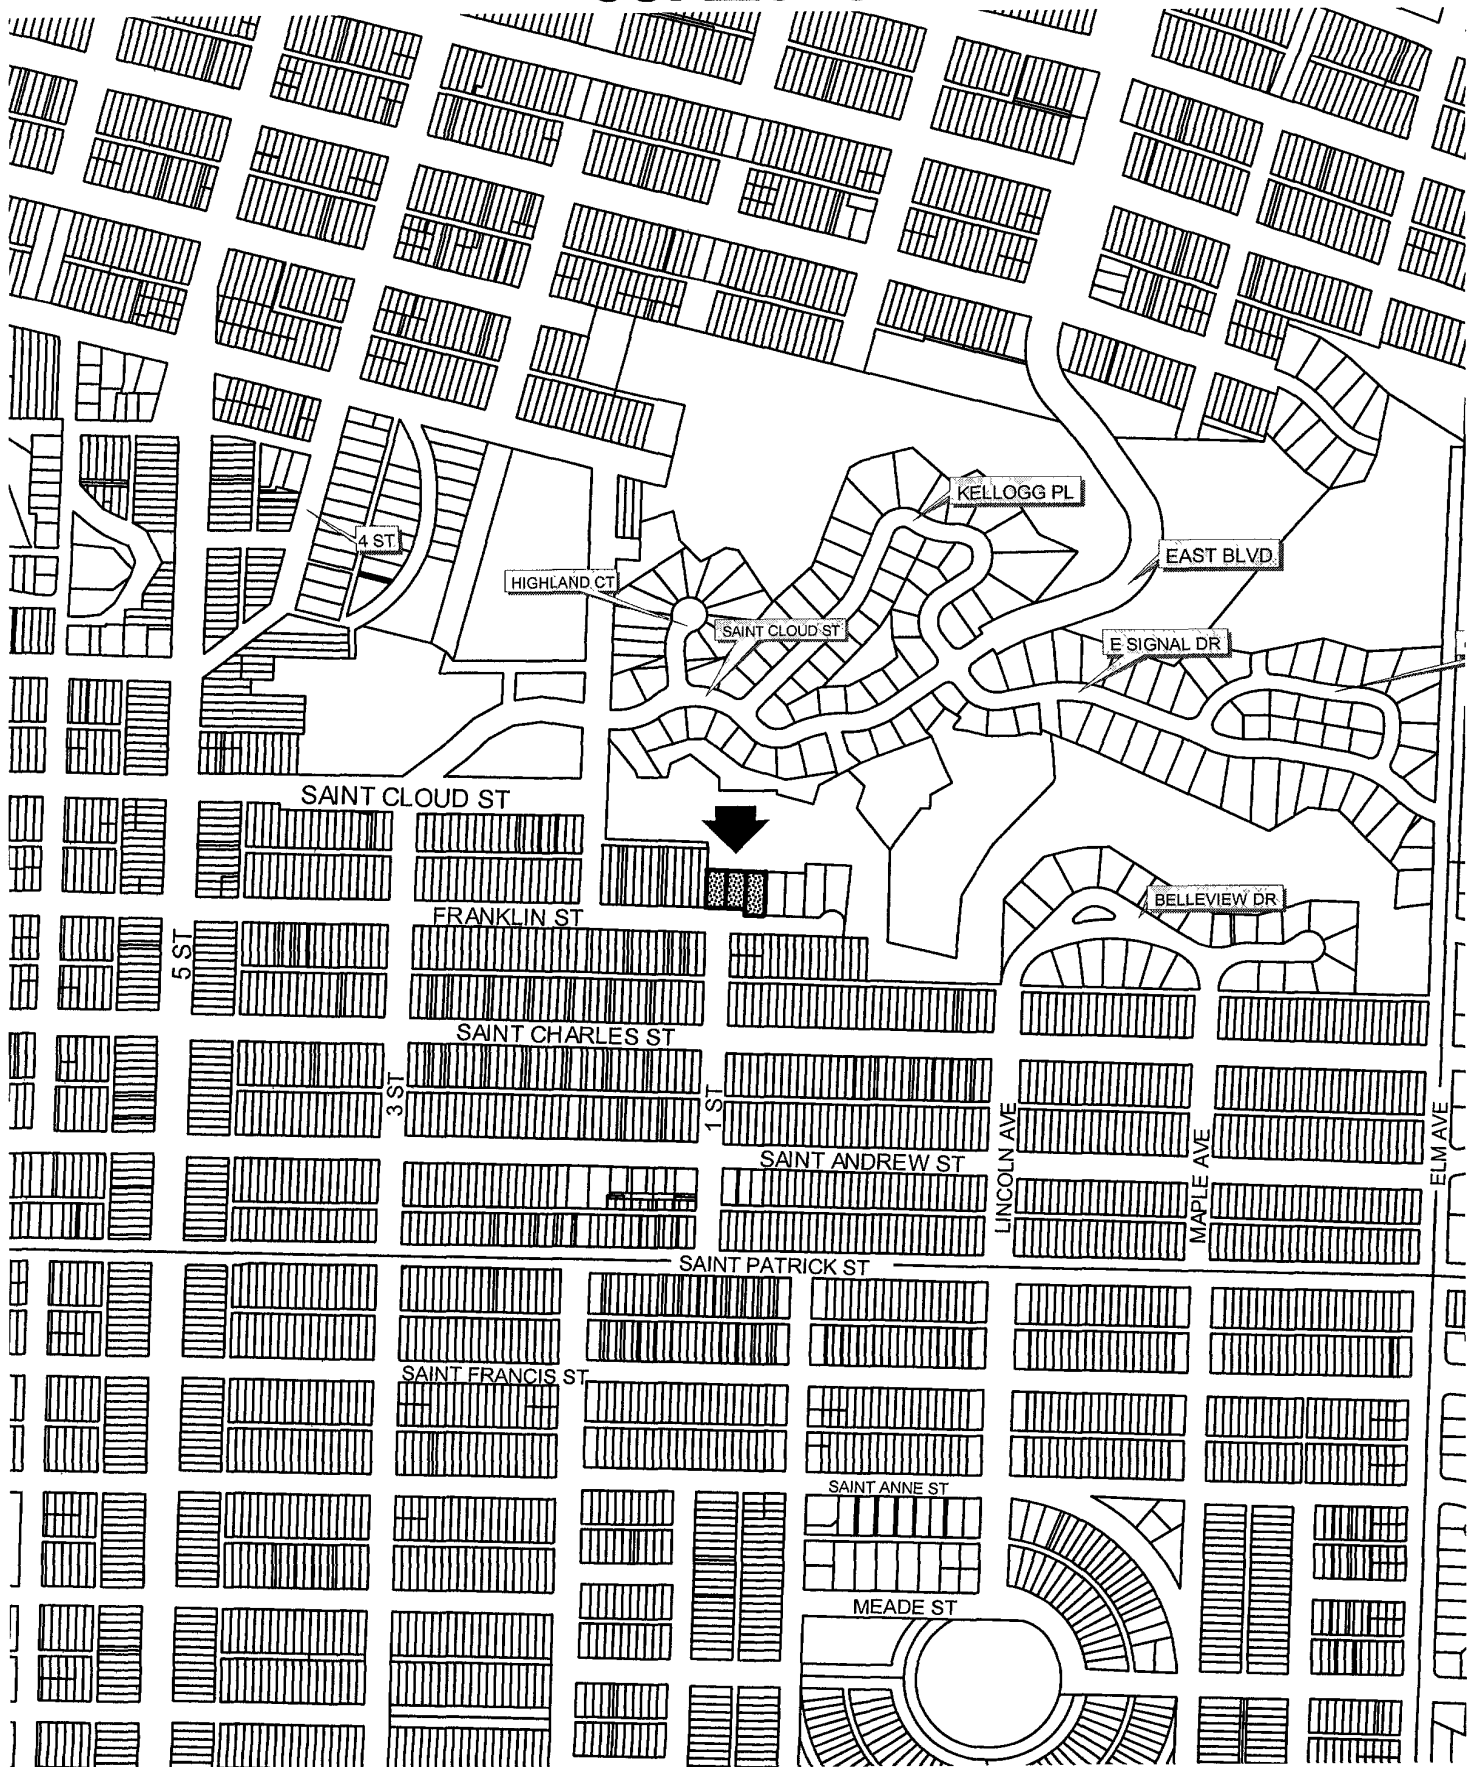 KELLOGG PL
4 ST.
EAST BLVD.
HIGHLAND CT
SAINT CLOUD ST
E SIGNAL DR
SAINT CLOUD ST
BELLEVIEW DR
FRANKLIN ST
5 ST
SAINT CHARLES ST
3 ST
1 ST
LINCOLN AVE
MAPLE AVE
ELM AVE
SAINT ANDREW ST
SAINT PATRICK ST
SAINT FRANCIS ST
SAINT ANNE ST
MEADE ST